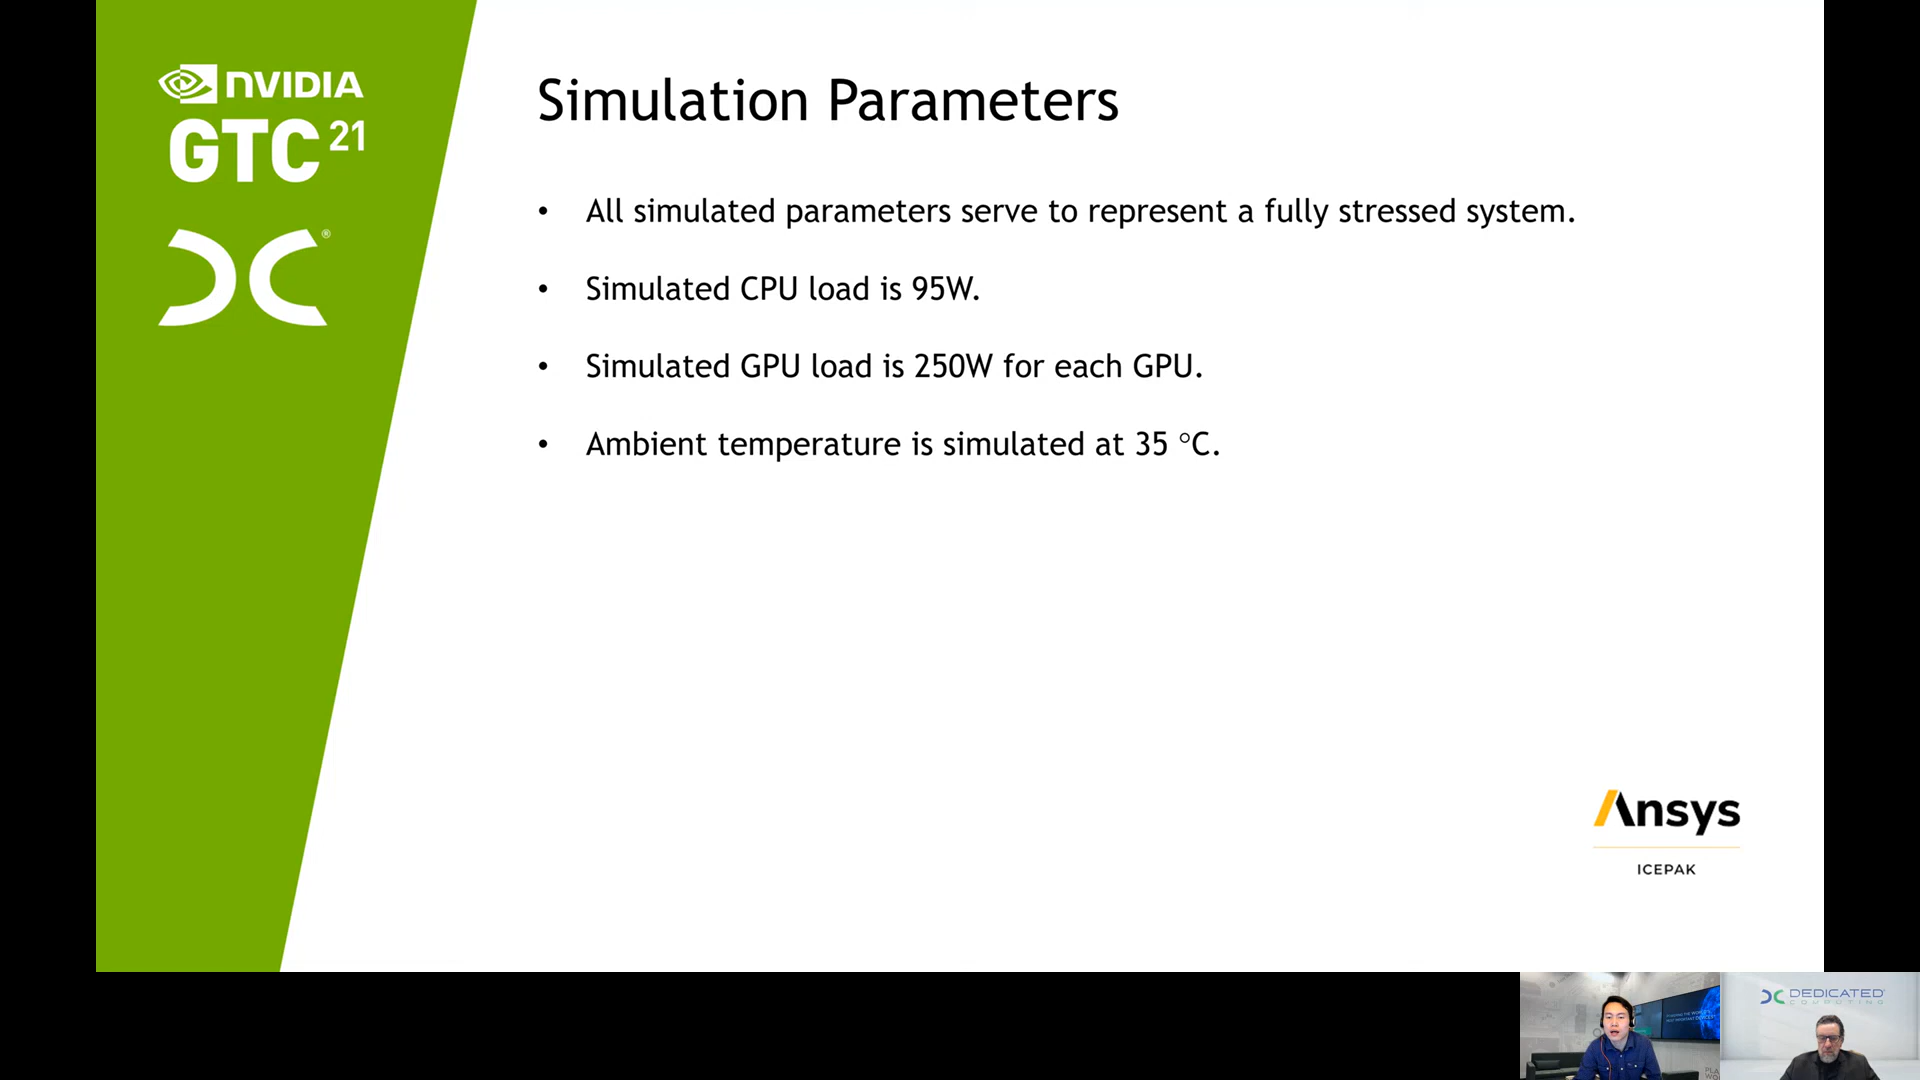 NVIDIA
GTC 21
®
Simulation Parameters
• All simulated parameters serve to represent a fully stressed system.
• Simulated CPU load is 95W.
• Simulated GPU load is 250W for each GPU.
• Ambient temperature is simulated at 35 °C.
Ansys
ICEPAK
DEDICATED
COMPUTING